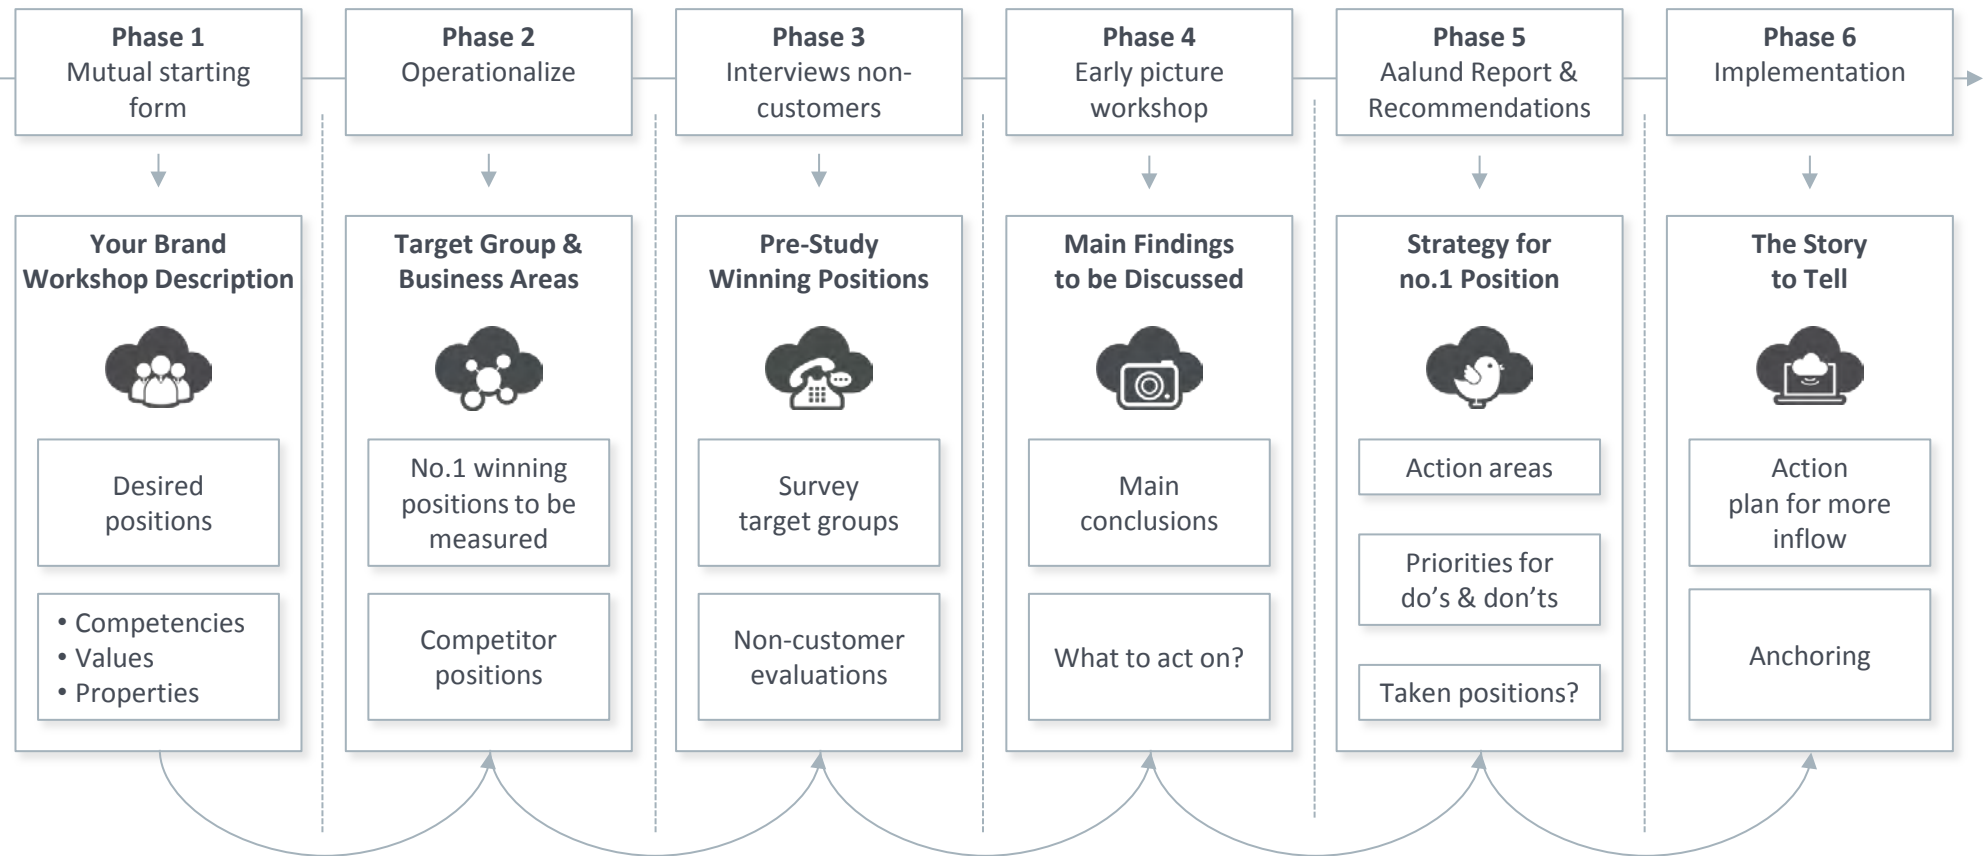 Phase 1
Mutual starting
form
Phase 2
Operationalize
Phase 3
Interviews non-
customers
Phase 4
Early picture
workshop
Phase 5
Aalund Report &
Recommendations
Phase 6
Implementation
Your Brand
Workshop Description
Desired
positions
• Competencies
• Values
• Properties
Target Group &
Business Areas
No.1 winning
positions to be
measured
Competitor
positions
Pre-Study
Winning Positions
Survey
target groups
Non-customer
evaluations
Main Findings
to be Discussed
Main
conclusions
What to act on?
Strategy for
no.1 Position
Action areas
Priorities for
do’s & don’ts
Taken positions?
The Story
to Tell
Action
plan for more
inflow
Anchoring